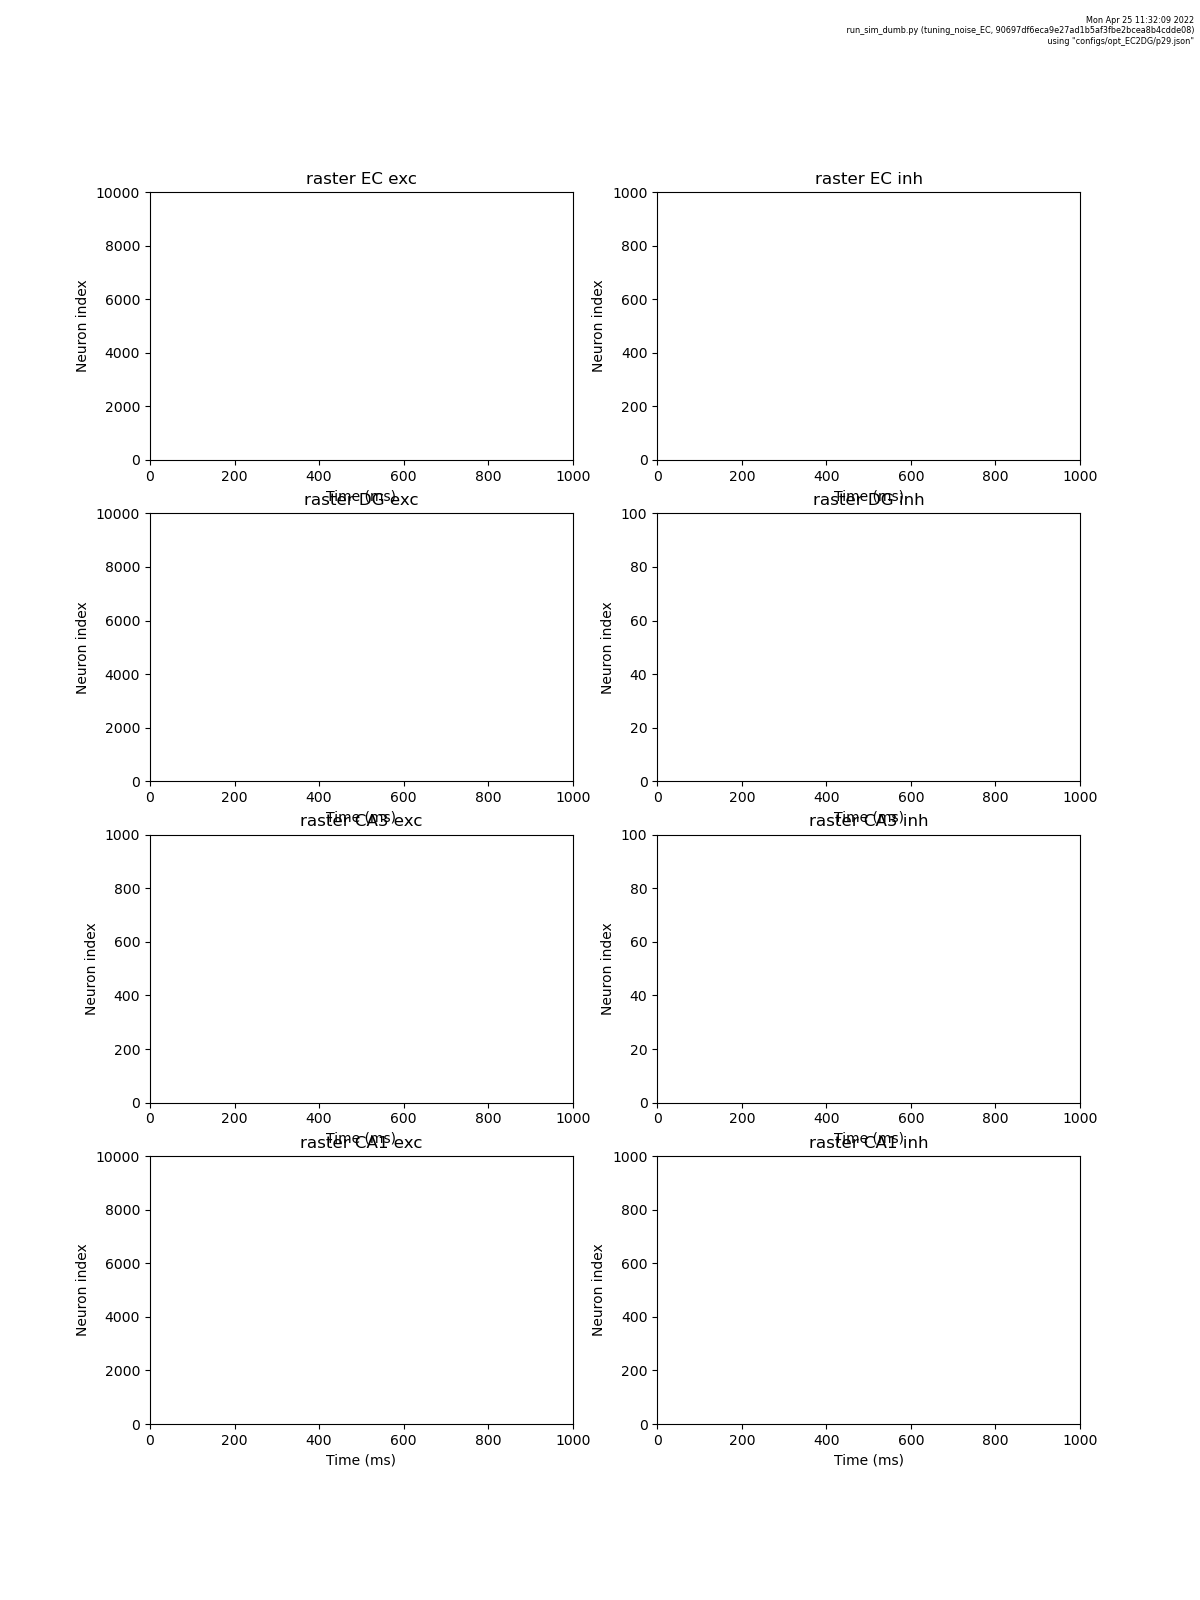 Mon Apr 25 11:32:09 2022
run_sim_dumb.py (tuning_noise_EC, 90697df6eca9e27ad1b5af3fbe2bcea8b4cdde08)
using "configs/opt_EC2DG/p29.json"
raster EC exc
10000
8000
6000
4000
2000
0
Neuron index
0 200 400 600 800 1000
Time (ms)
raster EC inh
1000
800
600
400
200
0
Neuron index
0 200 400 600 800 1000
Time (ms)
raster DG exc
10000
8000
6000
4000
2000
0
Neuron index
0 200 400 600 800 1000
Time (ms)
raster DG inh
100
80
60
40
20
0
Neuron index
0 200 400 600 800 1000
Time (ms)
raster CA3 exc
1000
800
600
400
200
0
Neuron index
0 200 400 600 800 1000
Time (ms)
raster CA3 inh
100
80
60
40
20
0
Neuron index
0 200 400 600 800 1000
Time (ms)
raster CA1 exc
10000
8000
6000
4000
2000
0
Neuron index
0 200 400 600 800 1000
Time (ms)
raster CA1 inh
1000
800
600
400
200
0
Neuron index
0 200 400 600 800 1000
Time (ms)